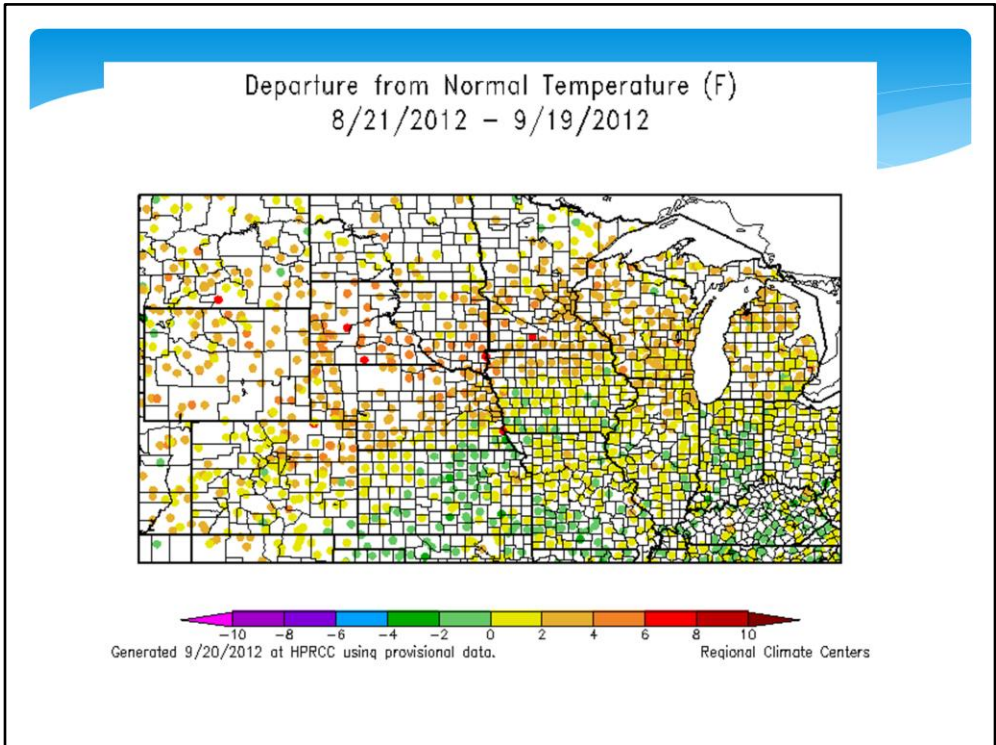 Departure from Normal Temperature (F)
8/21/2012 – 9/19/2012
−10 −8 −6 −4 −2 0 2 4 6 8 10
Generated 9/20/2012 at HPRCC using provisional data. Regional Climate Centers